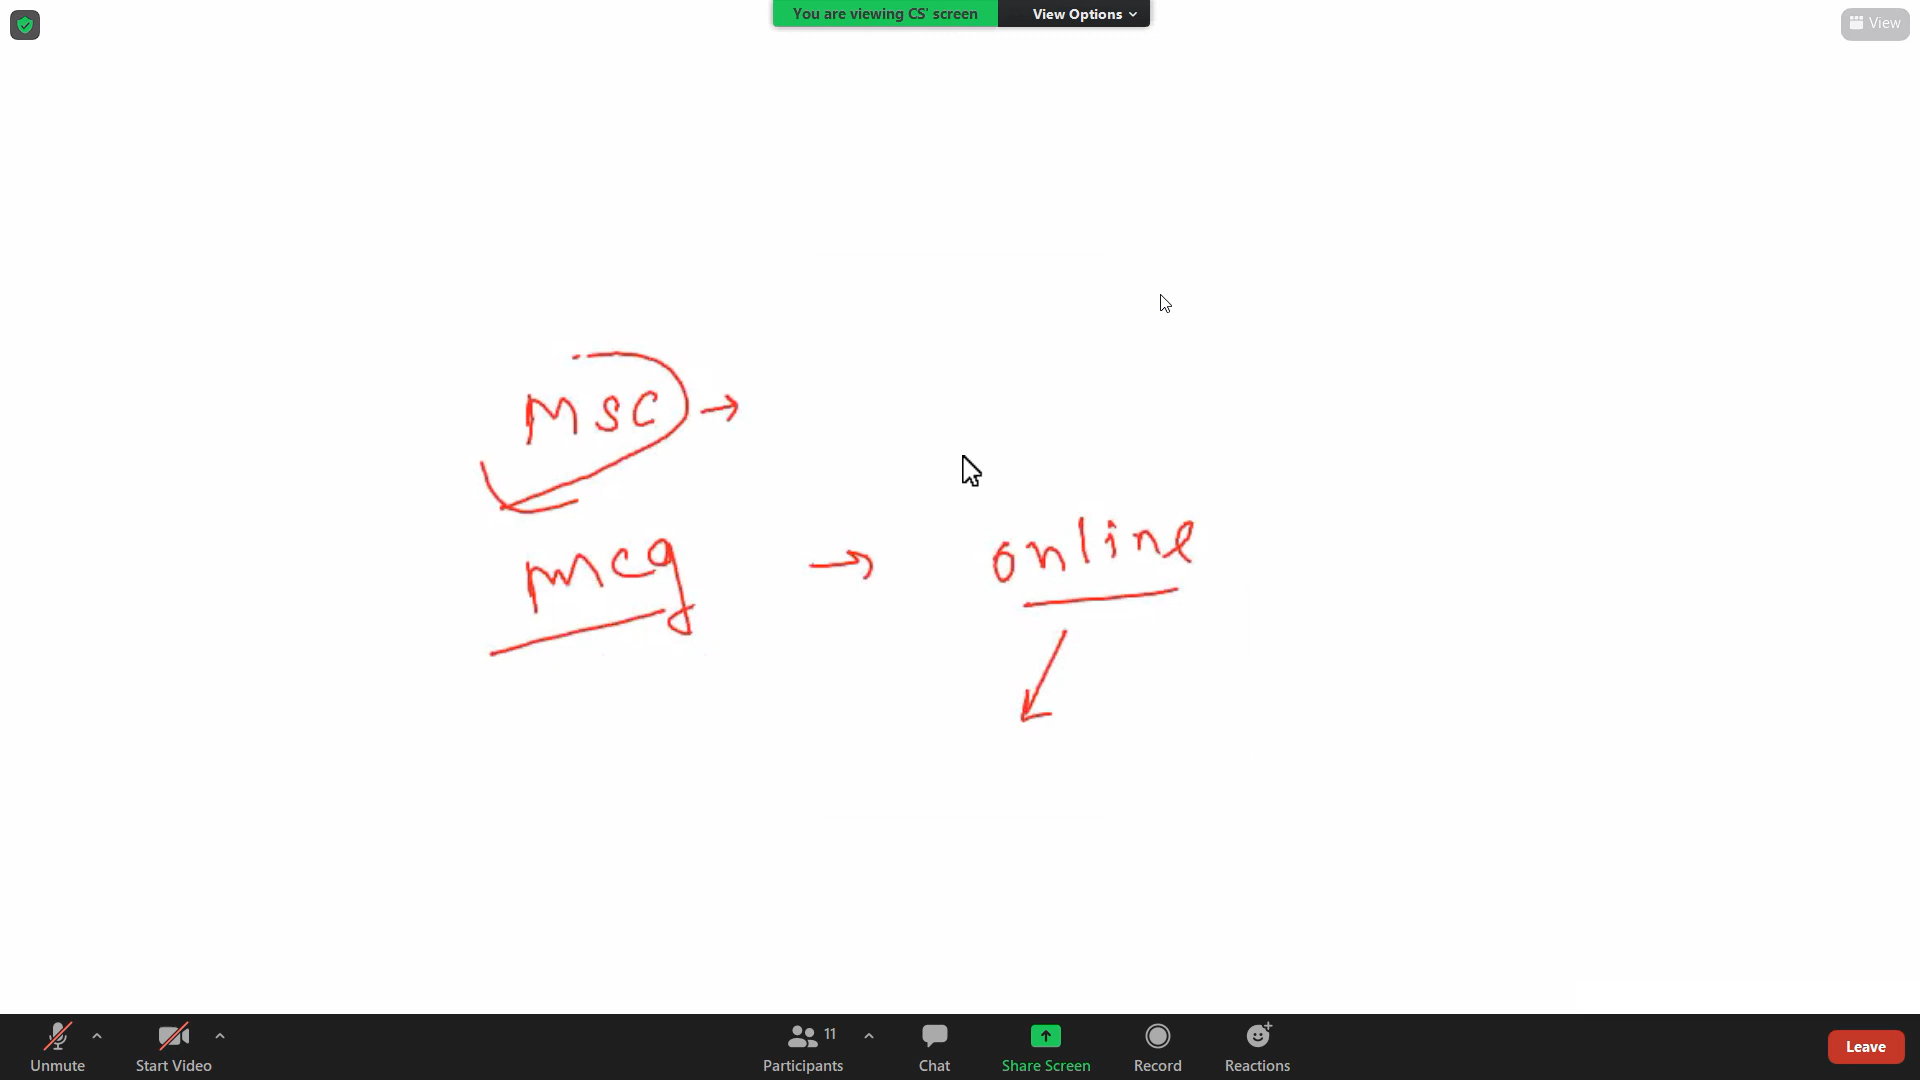 You are viewing CS' screen View Options
View
MSC →
mcq → online
Unmute Start Video Participants 11 Chat Share Screen Record Reactions Leave